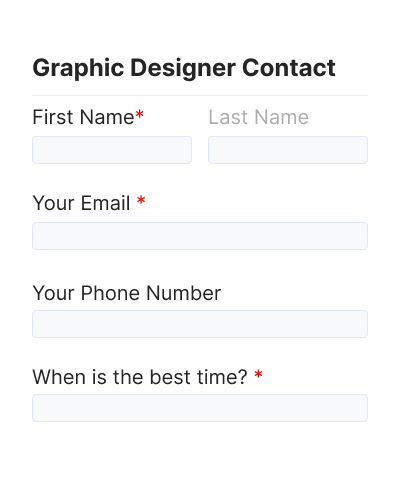 Graphic Designer Contact
First Name* Last Name
Your Email *
Your Phone Number
When is the best time? *